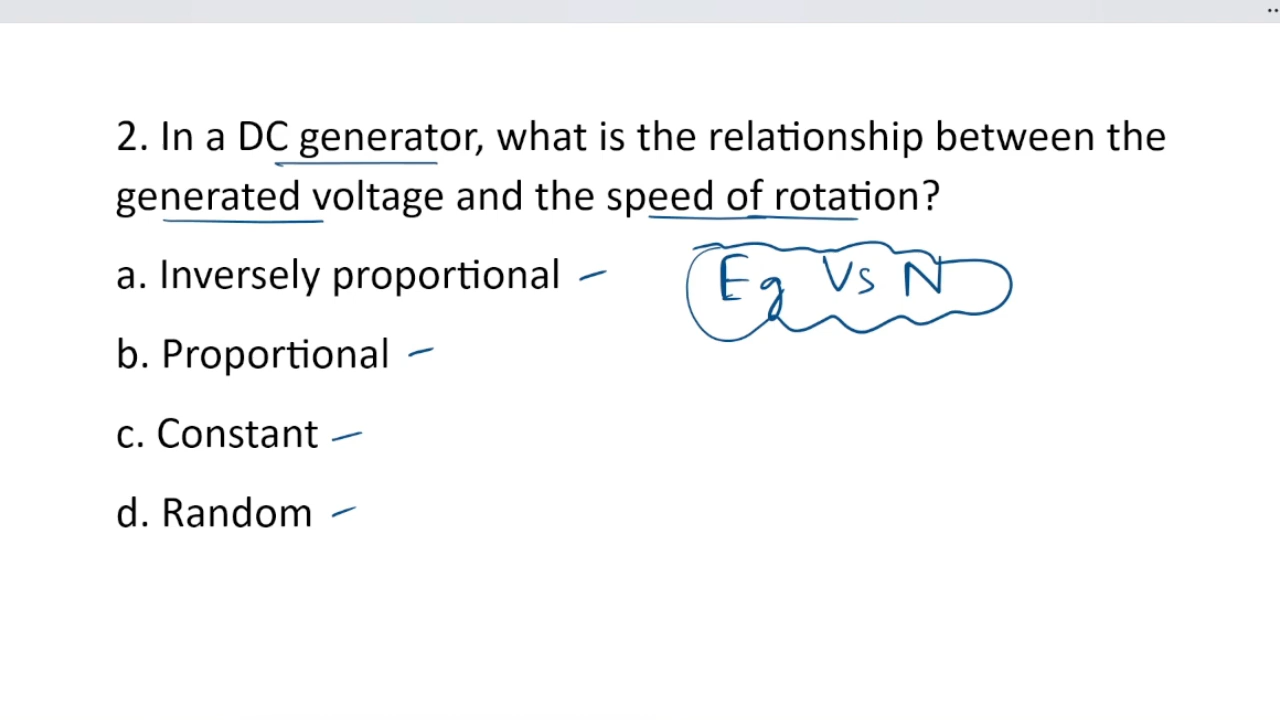 2. In a DC generator, what is the relationship between the
generated voltage and the speed of rotation?
a. Inversely proportional
Eg Vs N
b. Proportional
c. Constant
d. Random